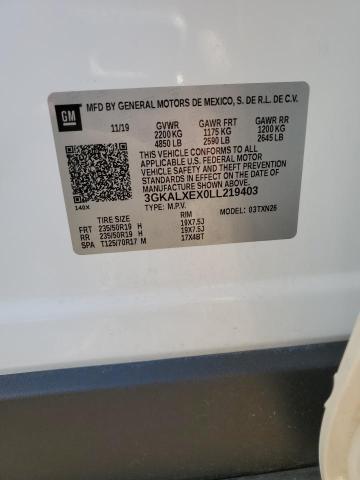 GM
MFD BY GENERAL MOTORS DE MEXICO, S. DE R.L. DE C.V.
11/19 GVWR GAWR FRT GAWR RR
2200 KG 1175 KG 1200 KG
4850 LB 2590 LB 2645 LB
THIS VEHICLE CONFORMS TO ALL APPLICABLE
U.S. FEDERAL MOTOR VEHICLE SAFETY, BUMPER,
AND THEFT PREVENTION STANDARDS IN EFFECT ON
THE DATE OF MANUFACTURE SHOWN ABOVE.
3GKALXEX0LL219403
140X TYPE: M.P.V. MODEL: 03TXN26
TIRE SIZE RIM
FRT 235/50R19 H 19X7.5J
RR 235/50R19 H 19X7.5J
SPA T125/70R17 M 17X4BT